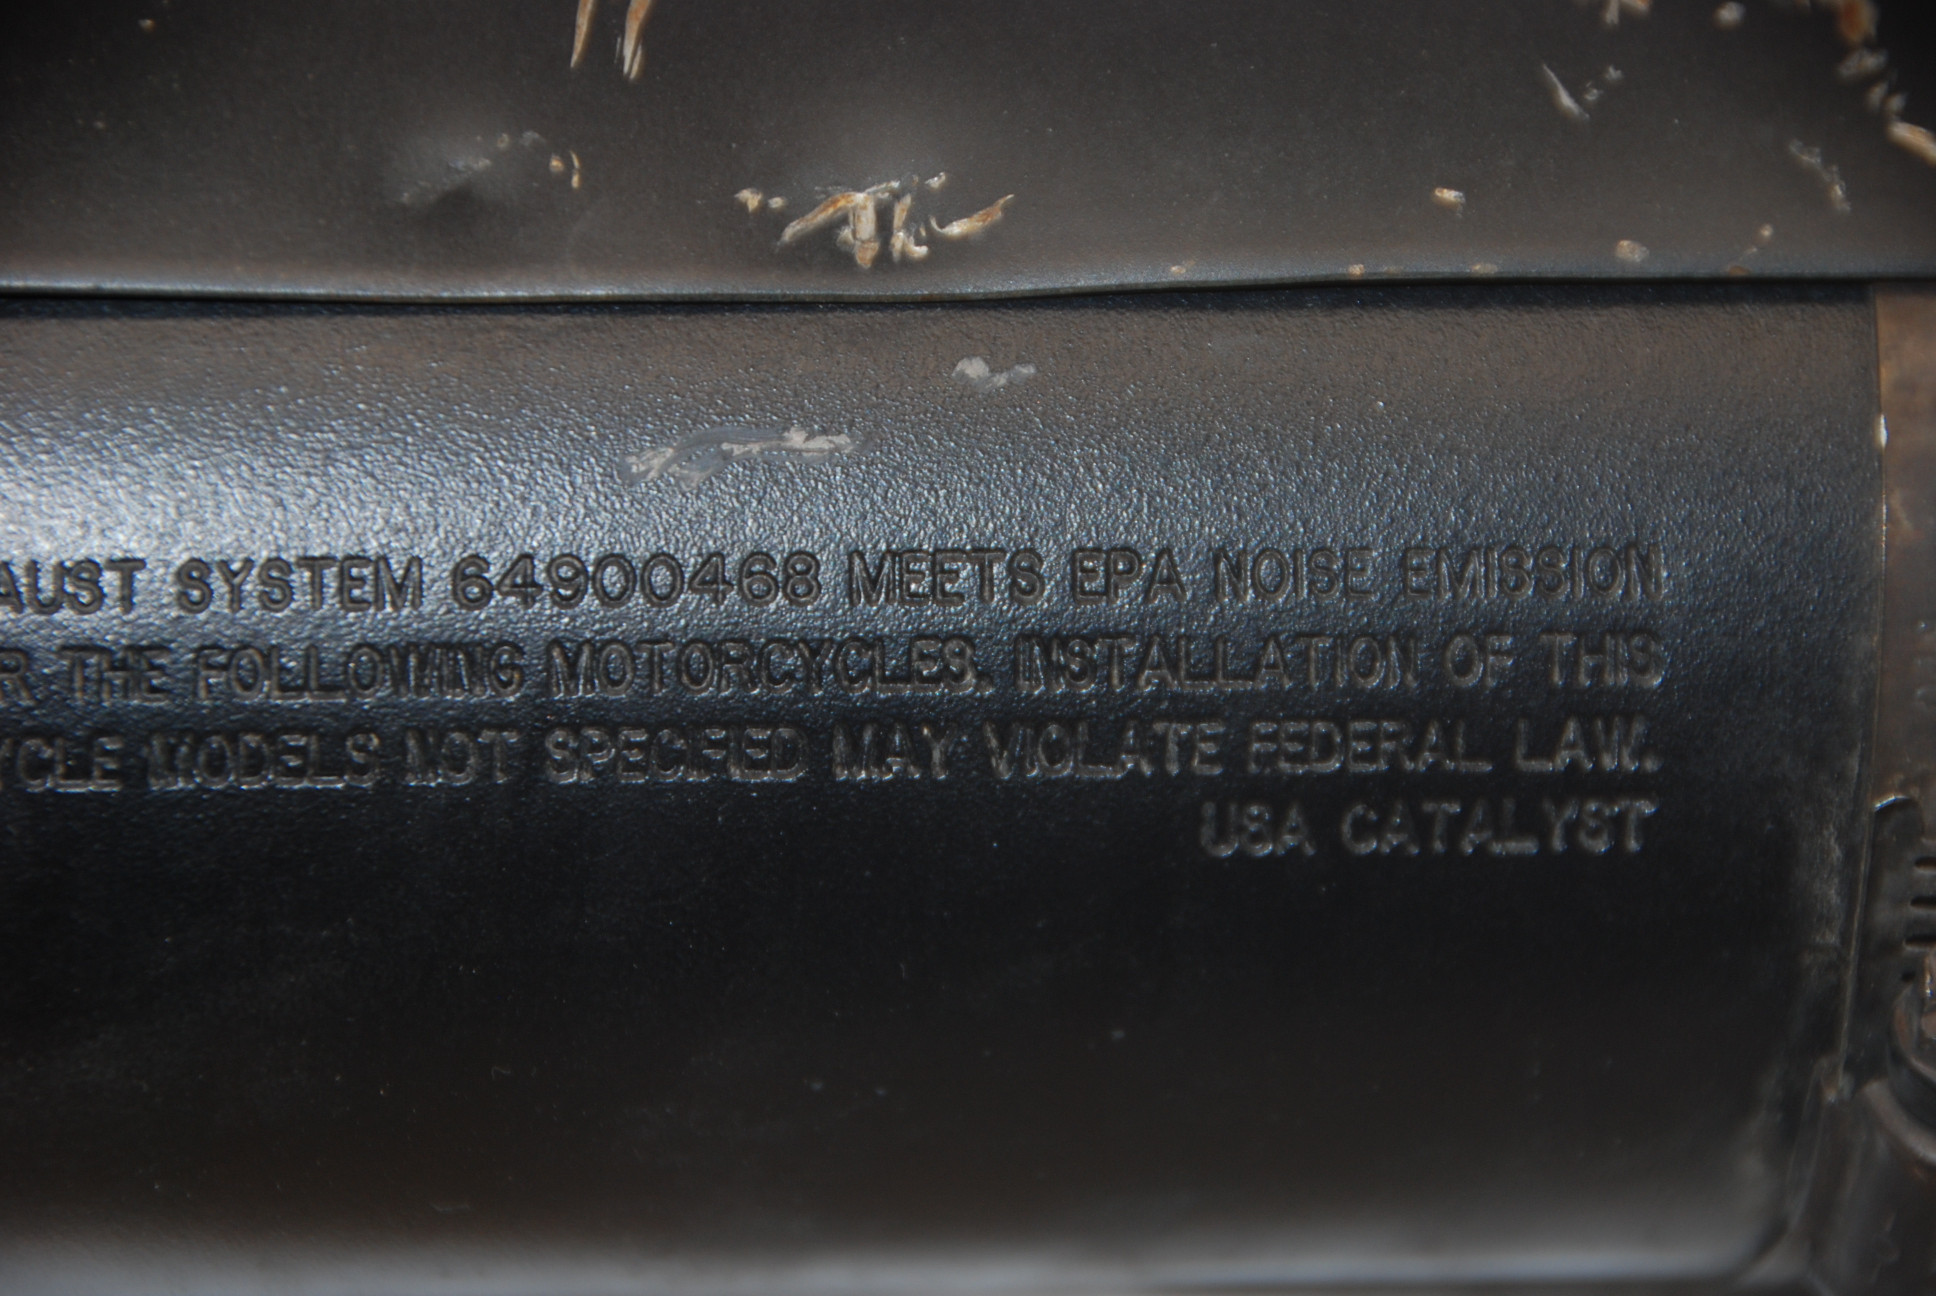 AUST SYSTEM 64900468 MEETS EPA NOISE EMISSION
R THE FOLLOWING MOTORCYCLES. INSTALLATION OF THIS
YCLE MODELS NOT SPECIFIED MAY VIOLATE FEDERAL LAW.
USA CATALYST